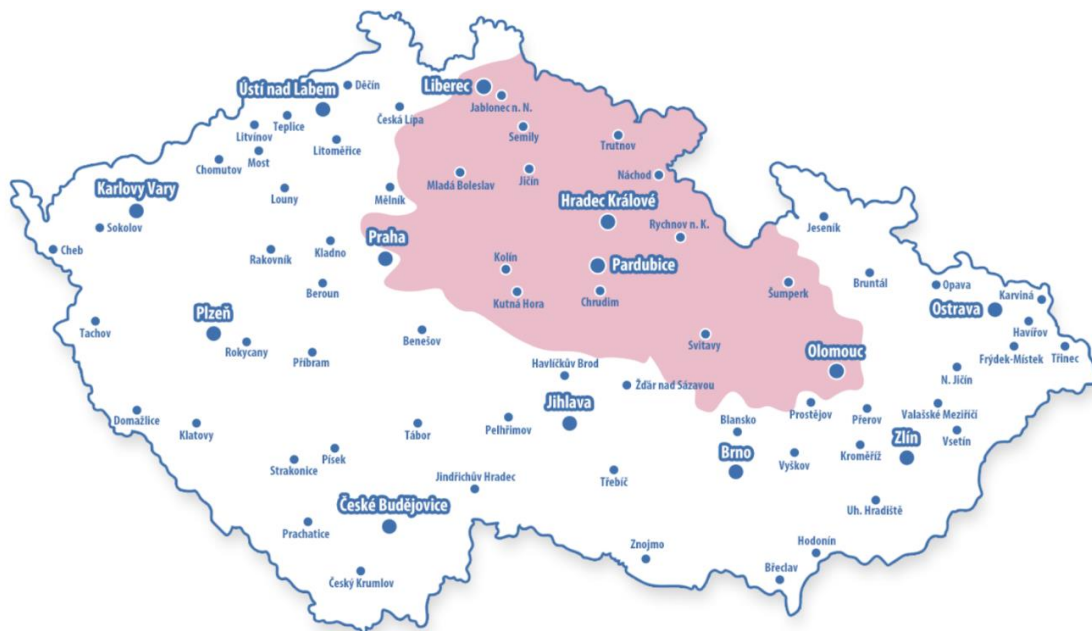 Děčín
Liberec
Ústí nad Labem
Jablonec n. N.
Česká Lípa
Teplice
Semily
Litvínov
Trutnov
Litoměřice
Most
Chomutov
Jičín
Náchod
Mladá Boleslav
Karlovy Vary
Louny
Mělník
Hradec Králové
Rychnov n. K.
Sokolov
Jeseník
Praha
Cheb
Kladno
Rakovník
Kolín
Pardubice
Bruntál
Opava
Beroun
Kutná Hora
Chrudim
Šumperk
Karviná
Ostrava
Plzeň
Havířov
Tachov
Rokycany
Benešov
Svitavy
Příbram
Frýdek-Místek
Třinec
Havlíčkův Brod
Olomouc
N. Jičín
Žďár nad Sázavou
Jihlava
Prostějov
Přerov
Valašské Meziříčí
Domažlice
Klatovy
Tábor
Pelhřimov
Blansko
Zlín
Vsetín
Brno
Vyškov
Kroměříž
Písek
Strakonice
Jindřichův Hradec
Třebíč
České Budějovice
Uh. Hradiště
Prachatice
Hodonín
Znojmo
Břeclav
Český Krumlov